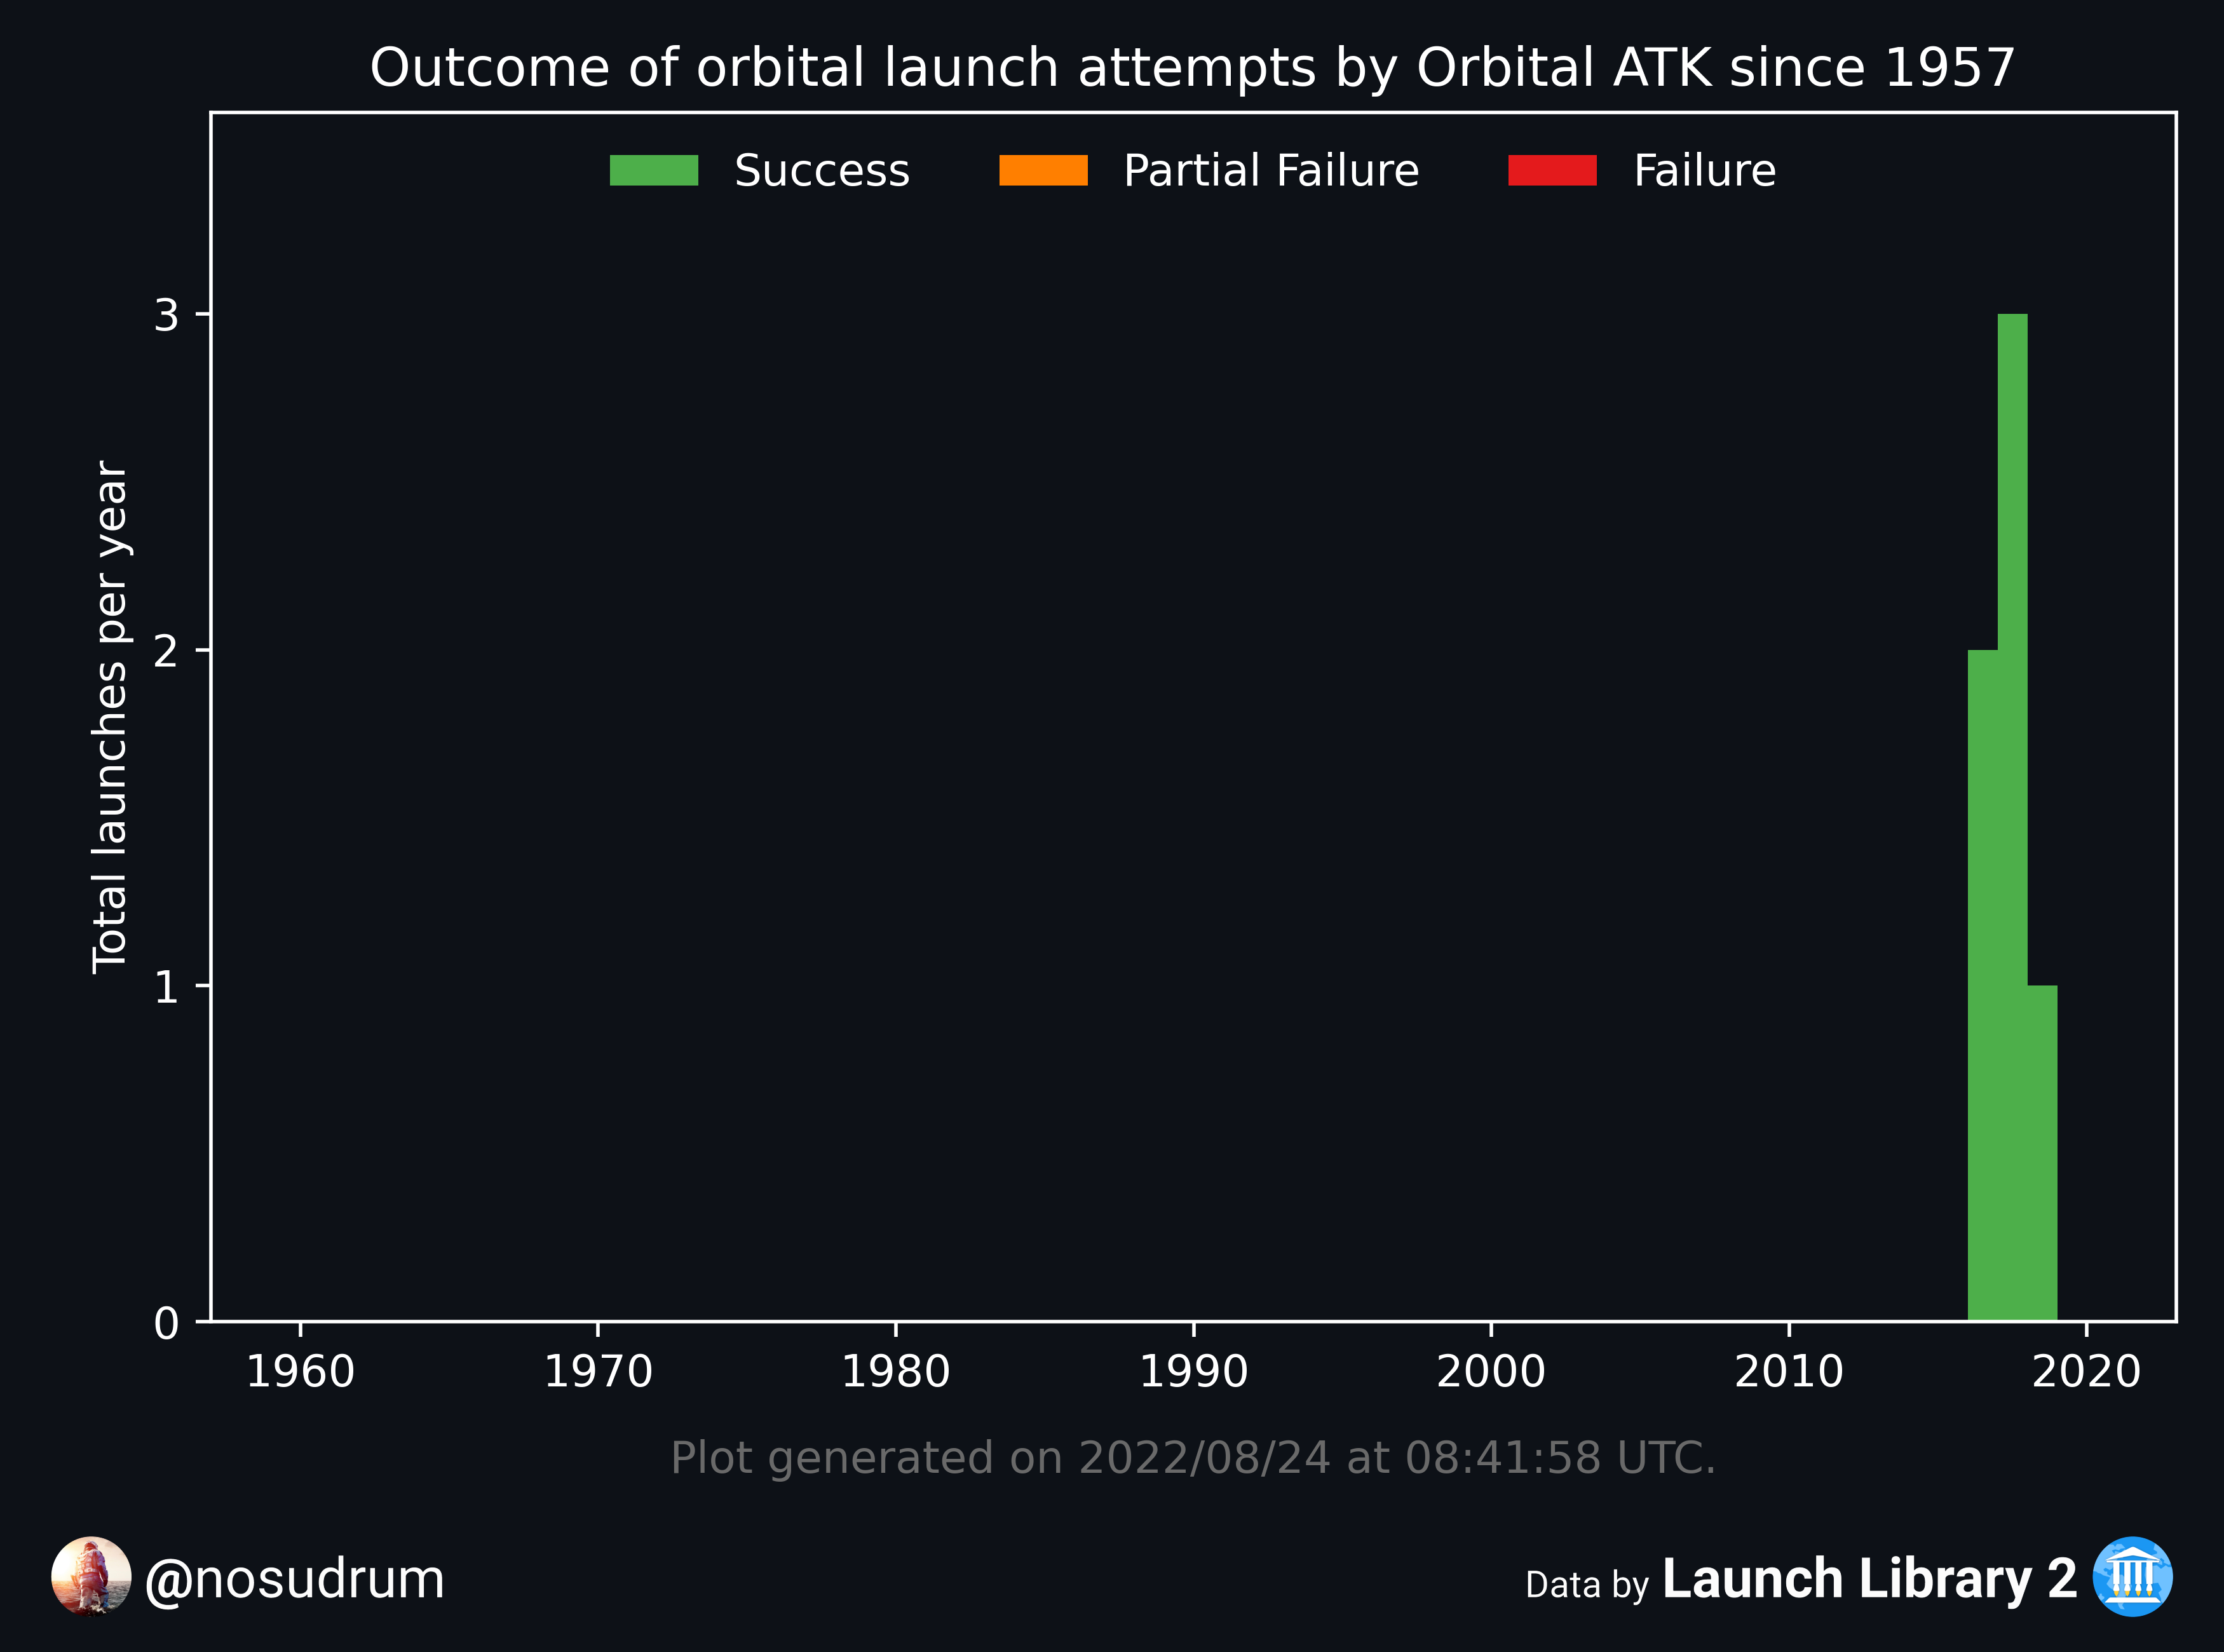 Outcome of orbital launch attempts by Orbital ATK since 1957
Success
Partial Failure
Failure
Total launches per year
3
2
1
0
1960
1970
1980
1990
2000
2010
2020
Plot generated on 2022/08/24 at 08:41:58 UTC.
@nosudrum
Data by Launch Library 2